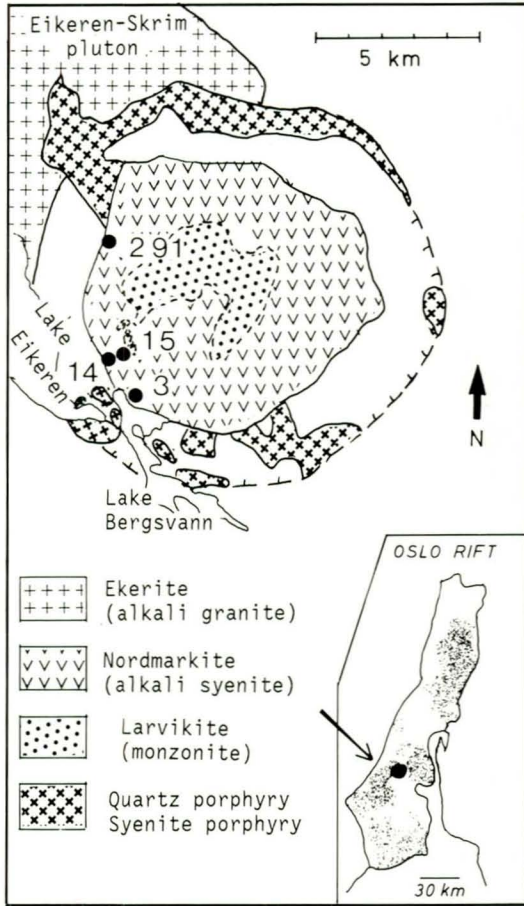 Eikeren-Skrim
pluton
5 km
291
Lake
Eikeren
15
14
3
N
Lake
Bergsvann
OSLO RIFT
Ekerite
(alkali granite)
Nordmarkite
(alkali syenite)
Larvikite
(monzonite)
Quartz porphyry
Syenite porphyry
30 km